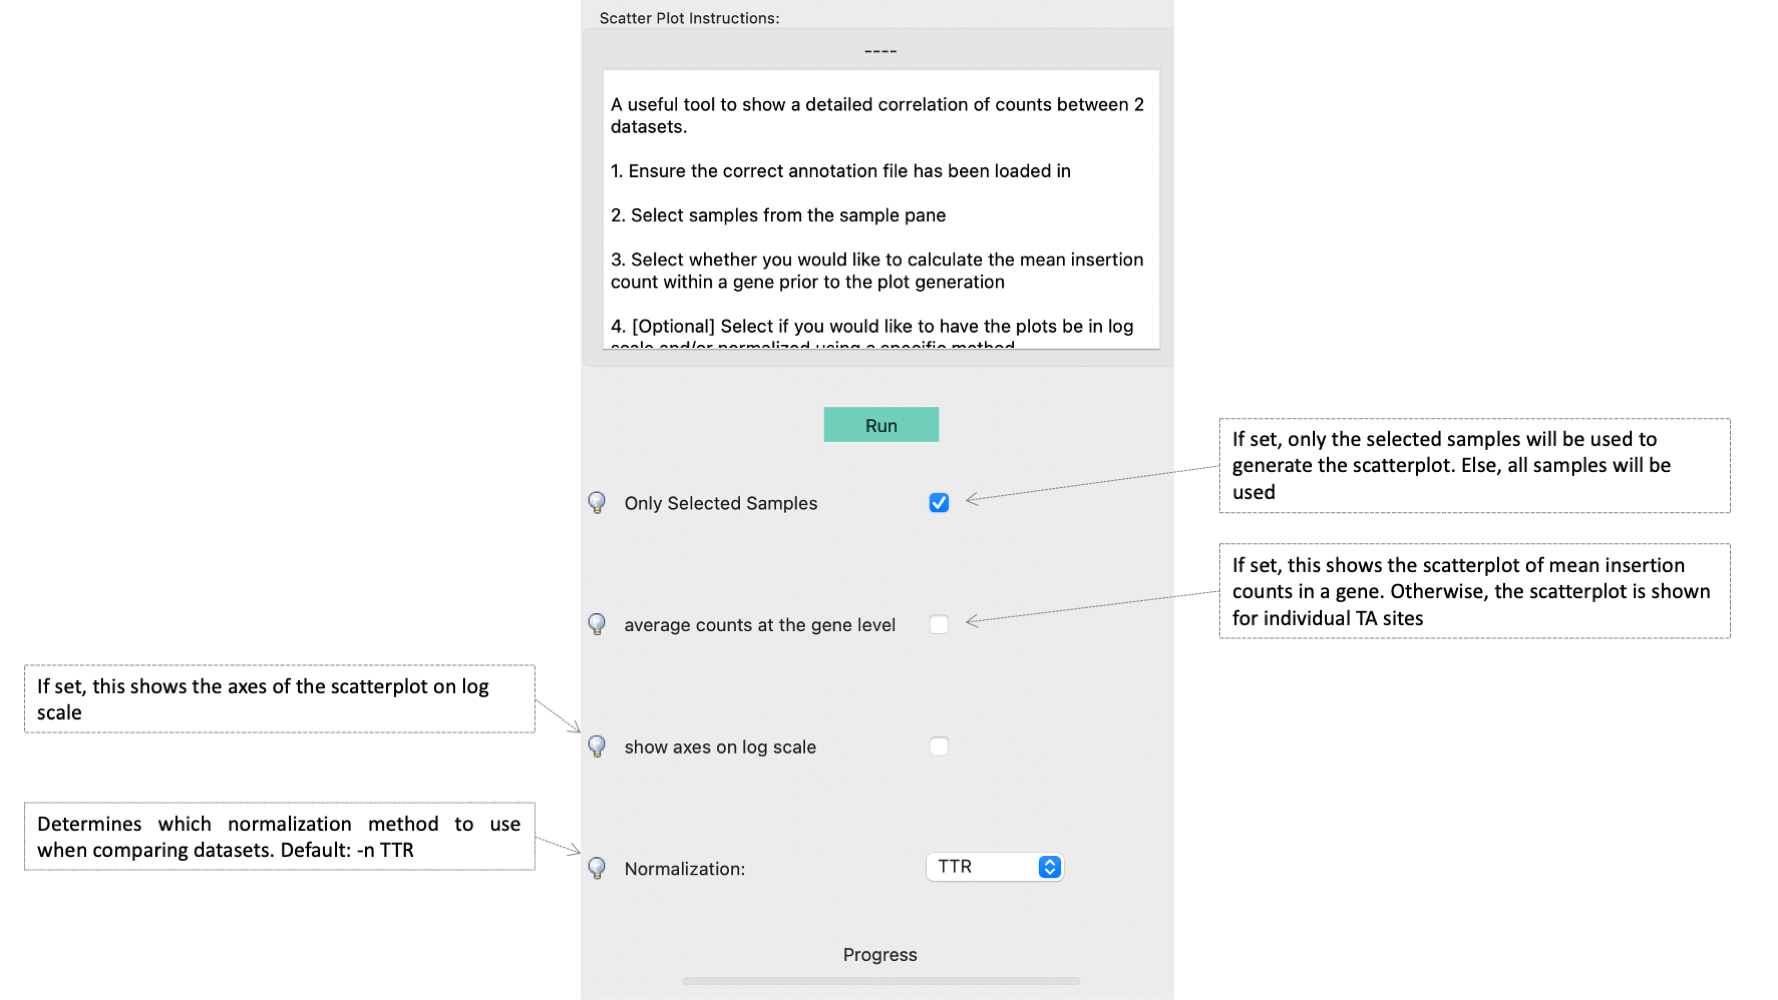 Scatter Plot Instructions:
----
A useful tool to show a detailed correlation of counts between 2
datasets.
1. Ensure the correct annotation file has been loaded in
2. Select samples from the sample pane
3. Select whether you would like to calculate the mean insertion
count within a gene prior to the plot generation
4. [Optional] Select if you would like to have the plots be in log
scale and/or normalized using a specific method
Run
If set, only the selected samples will be used to
generate the scatterplot. Else, all samples will be
used
Only Selected Samples
If set, this shows the scatterplot of mean insertion
counts in a gene. Otherwise, the scatterplot is shown
for individual TA sites
average counts at the gene level
If set, this shows the axes of the scatterplot on log
scale
show axes on log scale
Determines which normalization method to use
when comparing datasets. Default: -n TTR
Normalization:
TTR
Progress